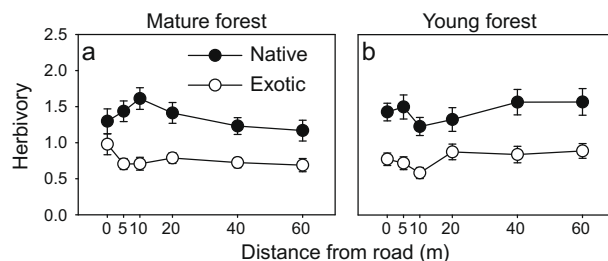 Mature forest
Young forest
a
b
Native
Exotic
Herbivory
2.5
2.0
1.5
1.0
0.5
0.0
0 5 10 20 40 60
0 5 10 20 40 60
Distance from road (m)